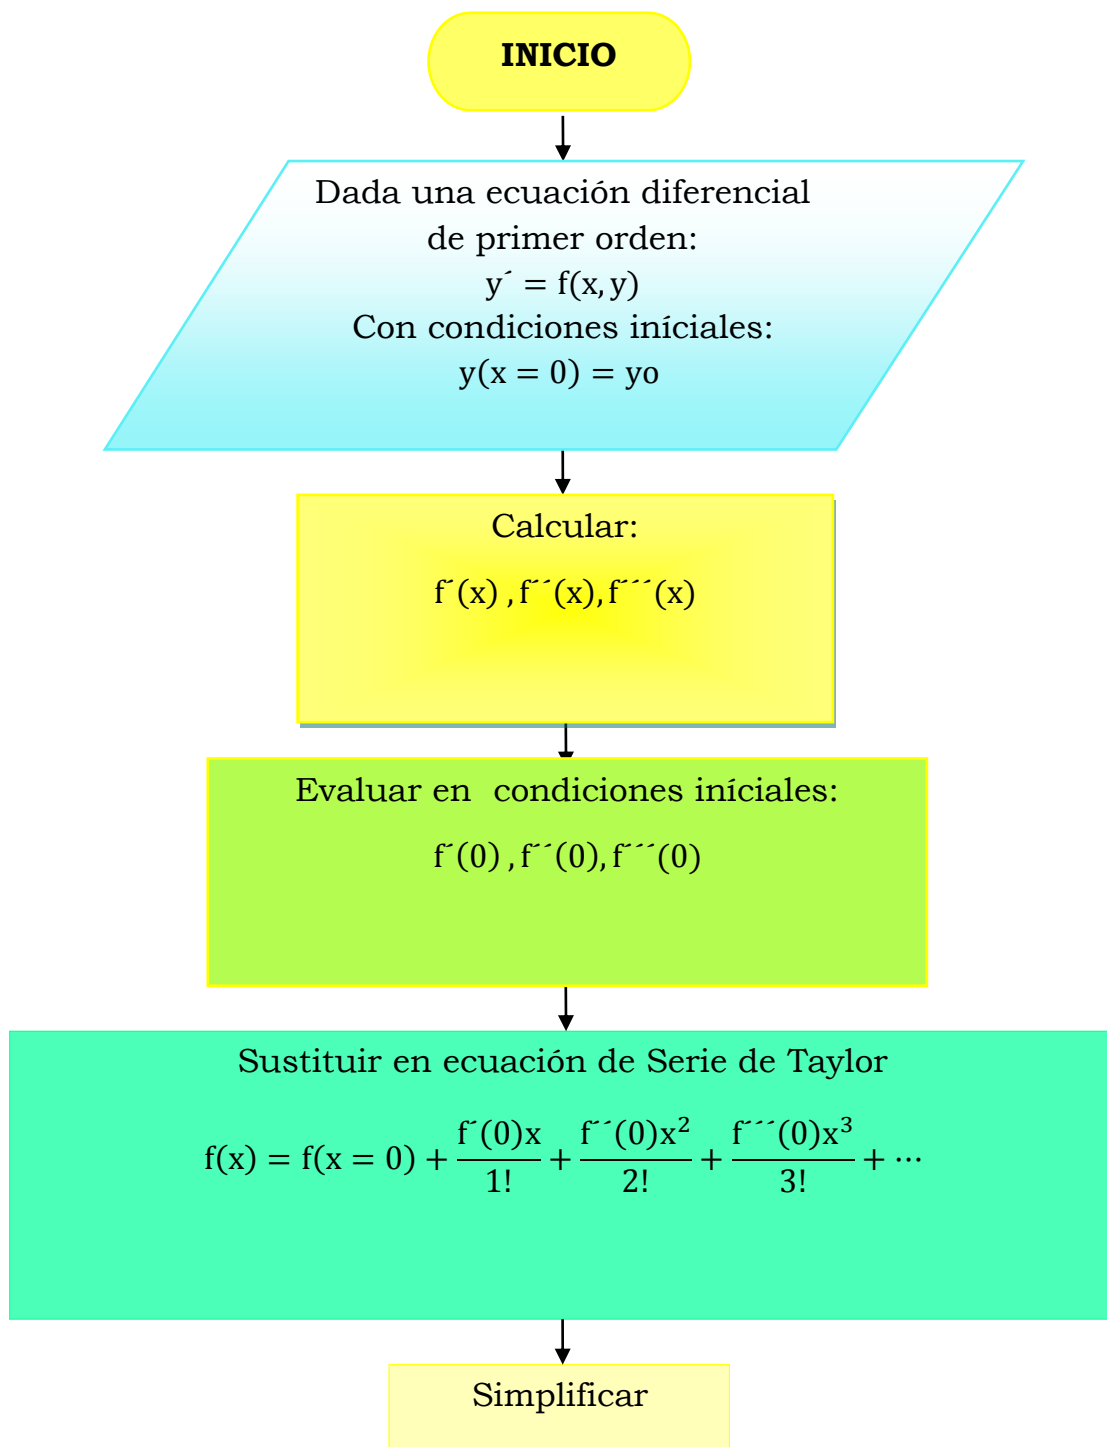 INICIO
Dada una ecuación diferencial
de primer orden:
y´ = f(x, y)
Con condiciones iníciales:
y(x = 0) = yo
Calcular:
f´(x) , f´´(x), f´´´(x)
Evaluar en condiciones iníciales:
f´(0) , f´´(0), f´´´(0)
Sustituir en ecuación de Serie de Taylor
f(x) = f(x = 0) + f´(0)x/1! + f´´(0)x²/2! + f´´´(0)x³/3! + ⋯
Simplificar